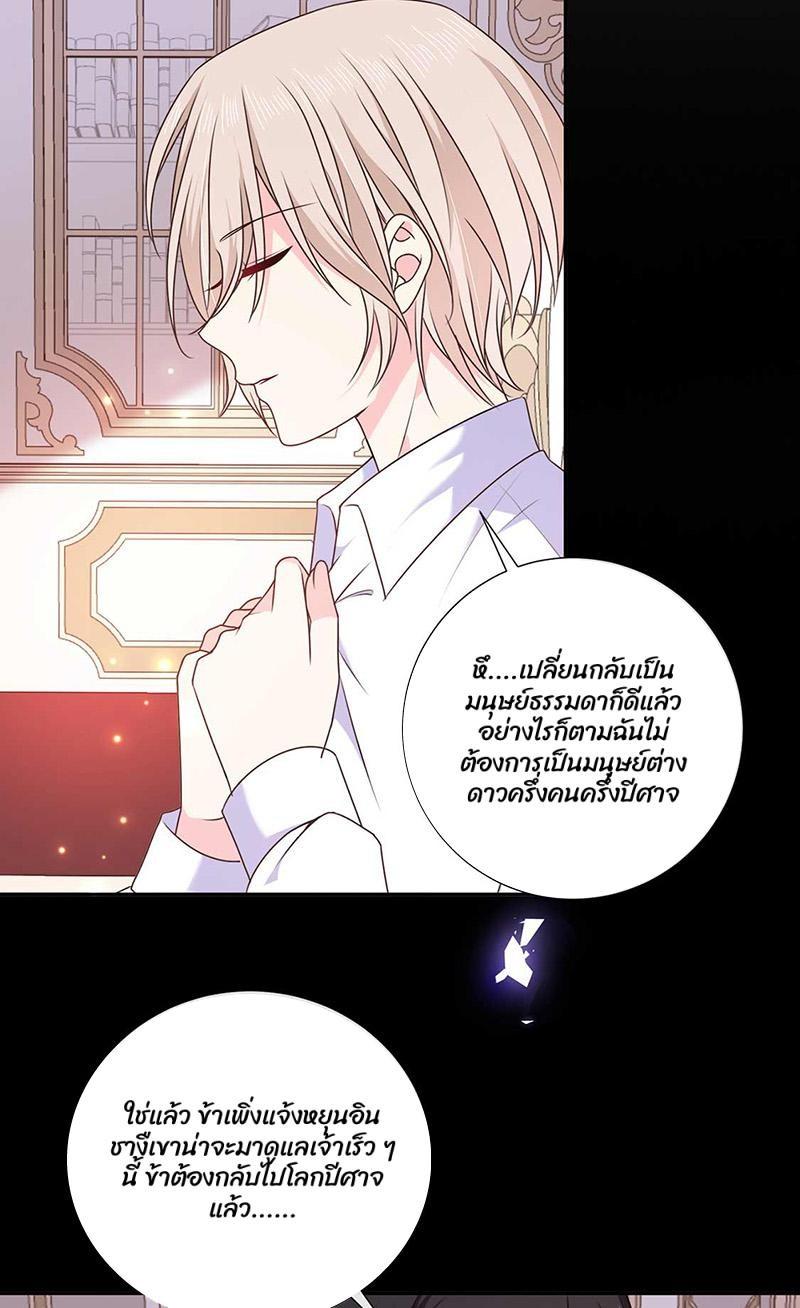 หึ....เปลี่ยนกลับเป็น
มนุษย์ธรรมดาก็ดีแล้ว
อย่างไรก็ตามฉันไม่
ต้องการเป็นมนุษย์ต่าง
ดาวครึ่งคนครึ่งปีศาจ
ใช่แล้ว ข้าเพิ่งแจ้งหยุนอิน
ชางืเขาน่าจะมาดูแลเจ้าเร็ว ๆ
นี้ ข้าต้องกลับไปโลกปีศาจ
แล้ว......